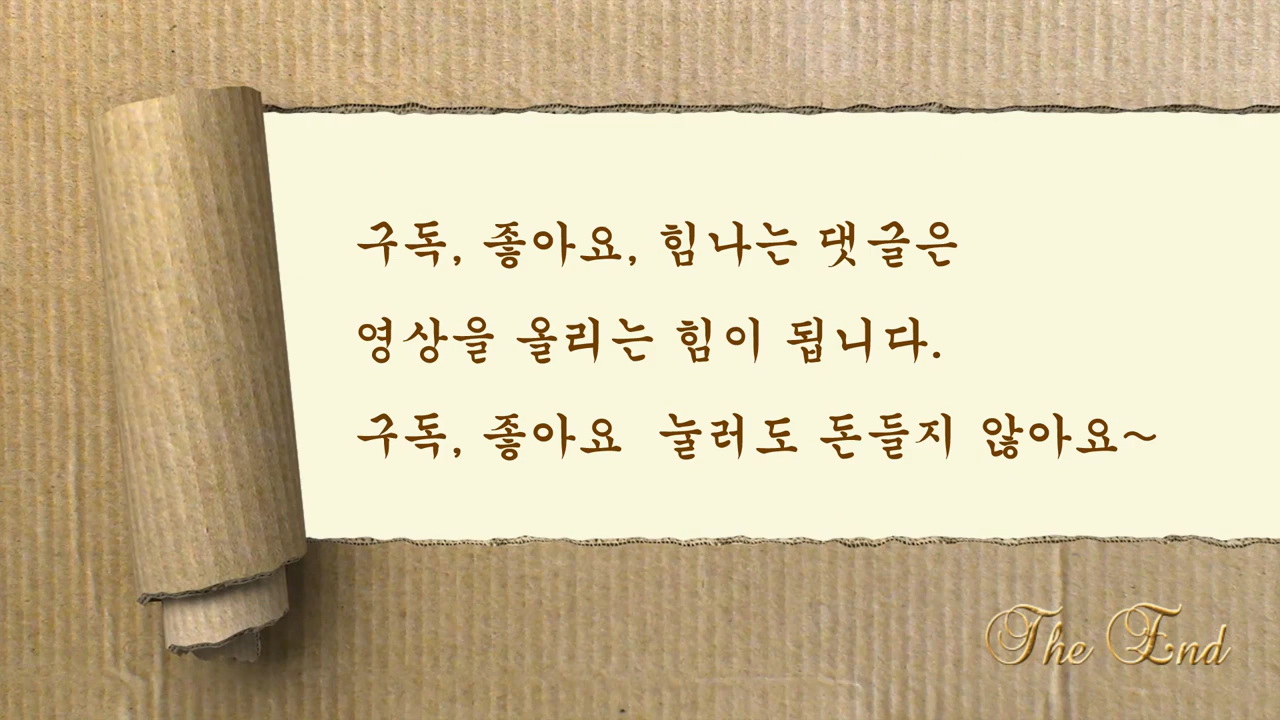 구독, 좋아요, 힘나는 댓글은
영상을 올리는 힘이 됩니다.
구독, 좋아요 눌러도 돈들지 않아요~
The End